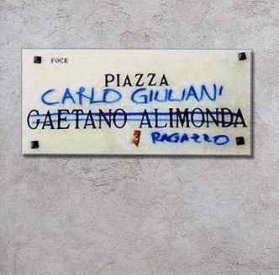 FOCE
PIAZZA
CARLO GIULIANI
GAETANO ALIMONDA
RAGAZZO